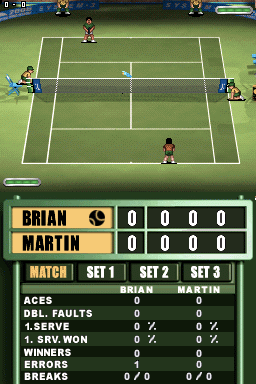 0 - 0
BRIAN 0 0 0 0
MARTIN 0 0 0 0
MATCH SET 1 SET 2 SET 3
BRIAN MARTIN
ACES 0 0
DBL. FAULTS 0 0
1.SERVE 0 % 0 %
1. SRV.WON 0 % 0 %
WINNERS 0 0
ERRORS 1 0
BREAKS 0 / 0 0 / 0